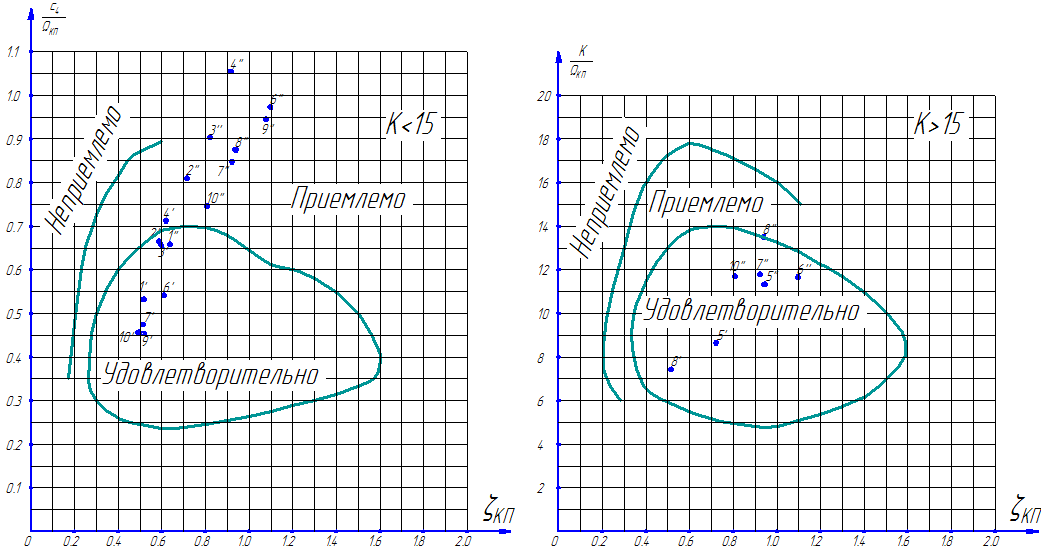 c₄
Qкп
1.1
1.0
0.9
0.8
0.7
0.6
0.5
0.4
0.3
0.2
0.1
0 0.2 0.4 0.6 0.8 1.0 1.2 1.4 1.6 1.8 2.0
ζкп
Неприемлемо
К<15
Приемлемо
Удовлетворительно
4''
6''
9''
3''
8''
7''
2''
10''
4'
2'
1''
3'
1'
6'
7'
10'
9'
К
Qкп
20
18
16
14
12
10
8
6
4
2
0 0.2 0.4 0.6 0.8 1.0 1.2 1.4 1.6 1.8 2.0
ζкп
Неприемлемо
К>15
Приемлемо
Удовлетворительно
8''
10''
7''
5''
6''
5'
8'